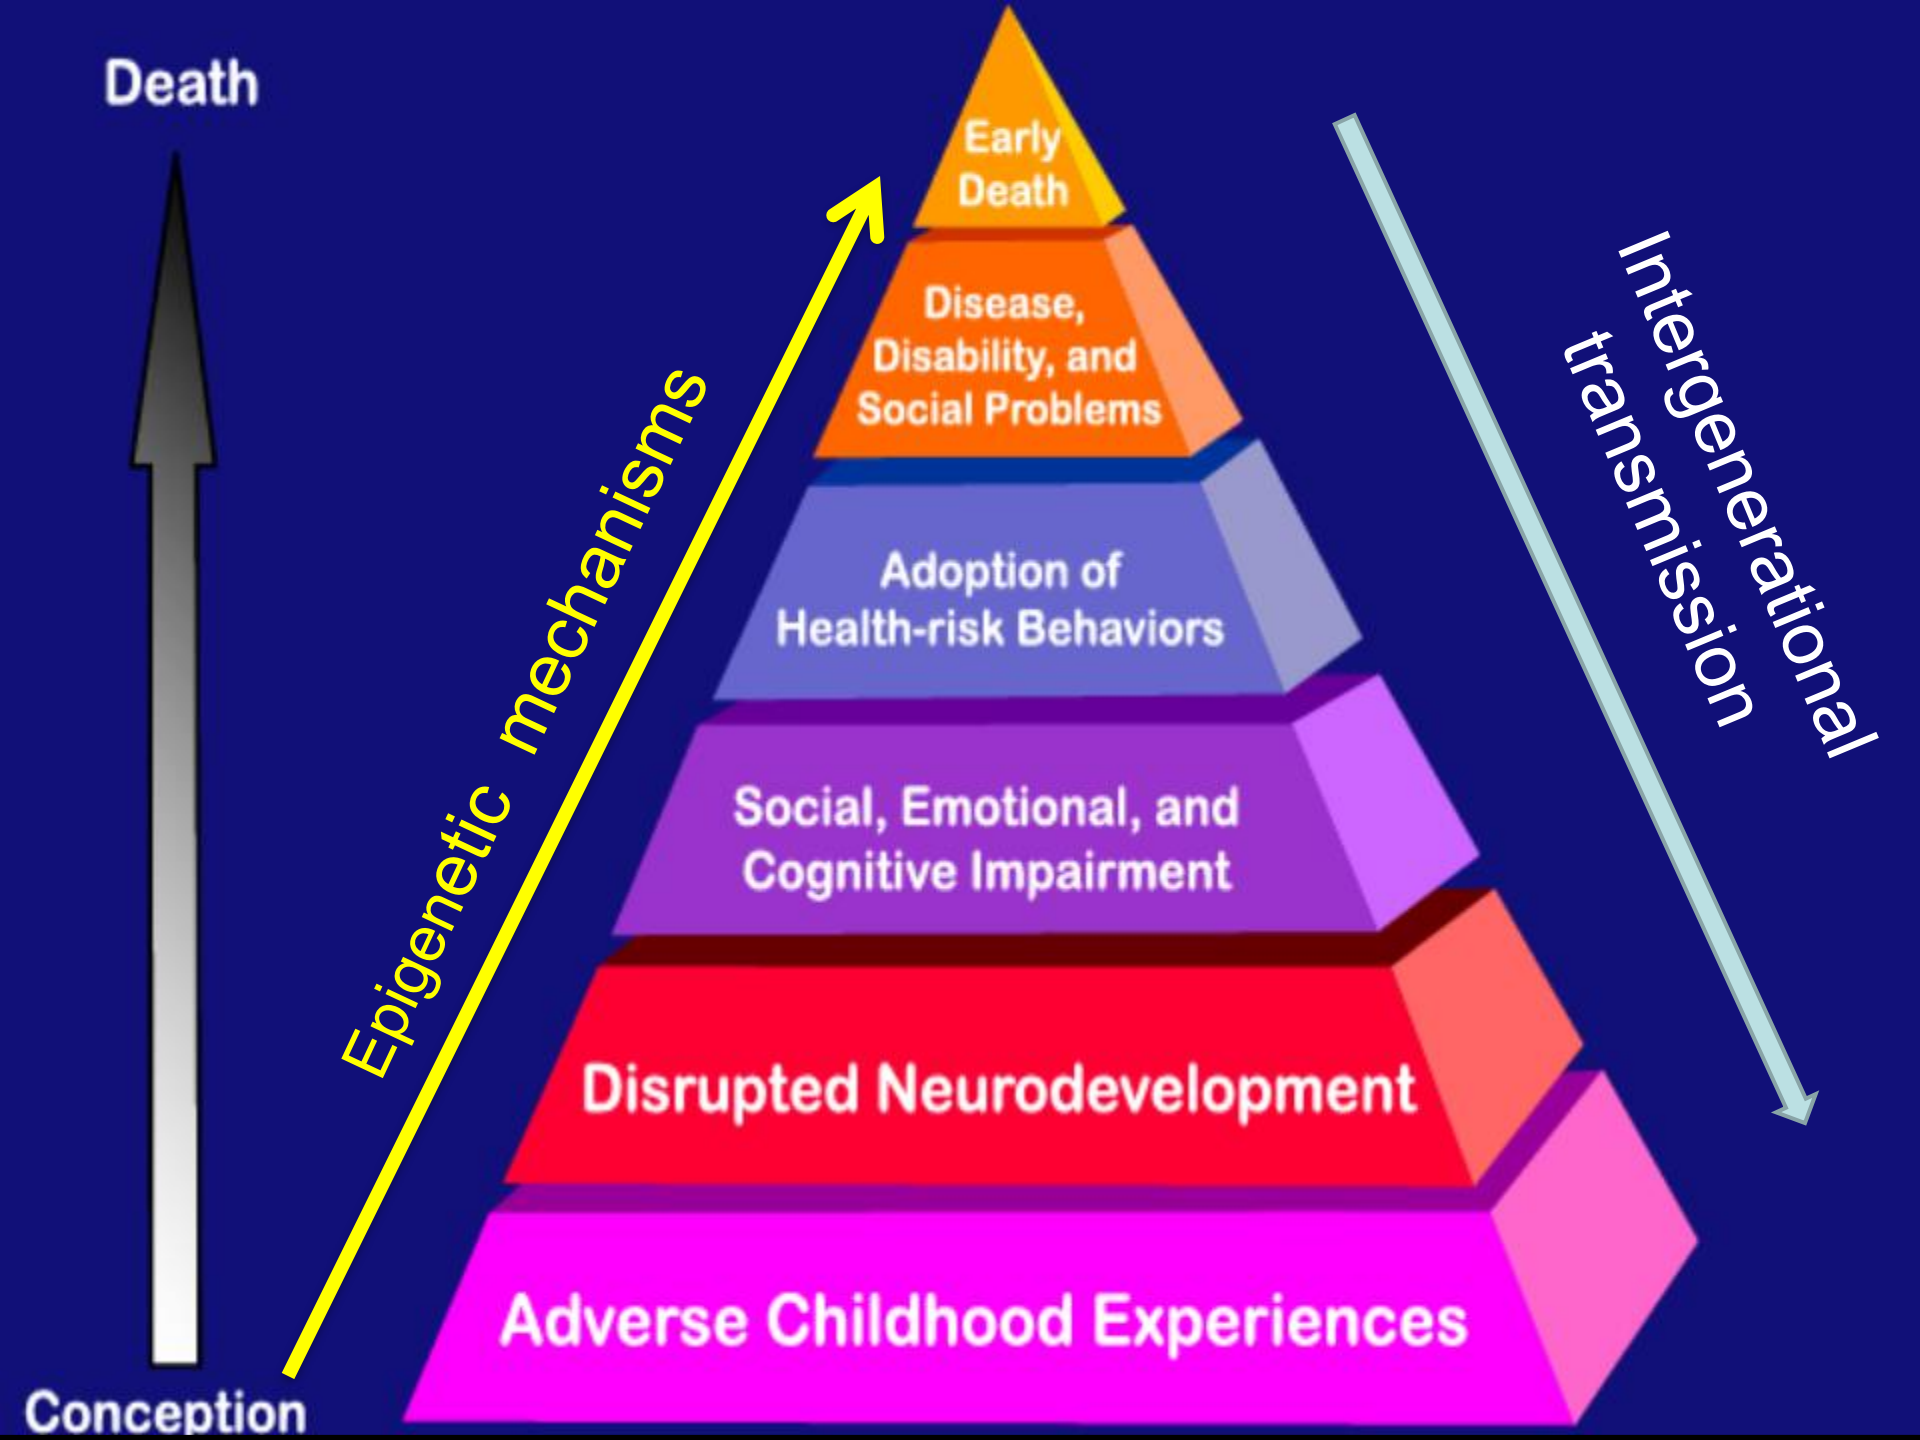 Death
Early
Death
Disease,
Disability, and
Social Problems
Adoption of
Health-risk Behaviors
Social, Emotional, and
Cognitive Impairment
Disrupted Neurodevelopment
Adverse Childhood Experiences
Conception
Epigenetic mechanisms
Intergenerational
transmission